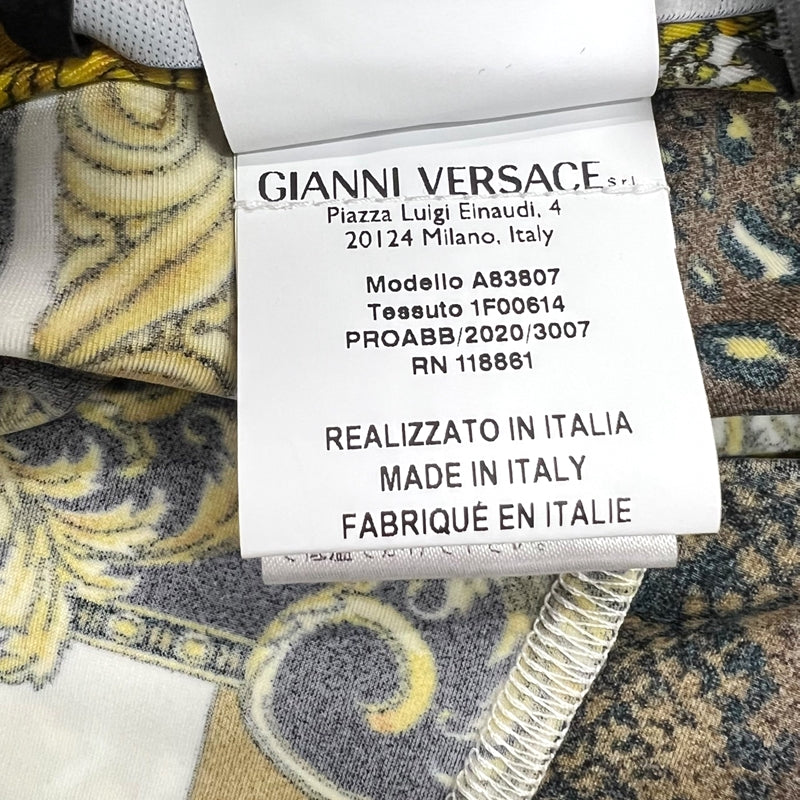 GIANNI VERSACE s r l
Piazza Luigi Einaudi, 4
20124 Milano, Italy
Modello A83807
Tessuto 1F00614
PROABB/2020/3007
RN 118861
REALIZZATO IN ITALIA
MADE IN ITALY
FABRIQUÉ EN ITALIE